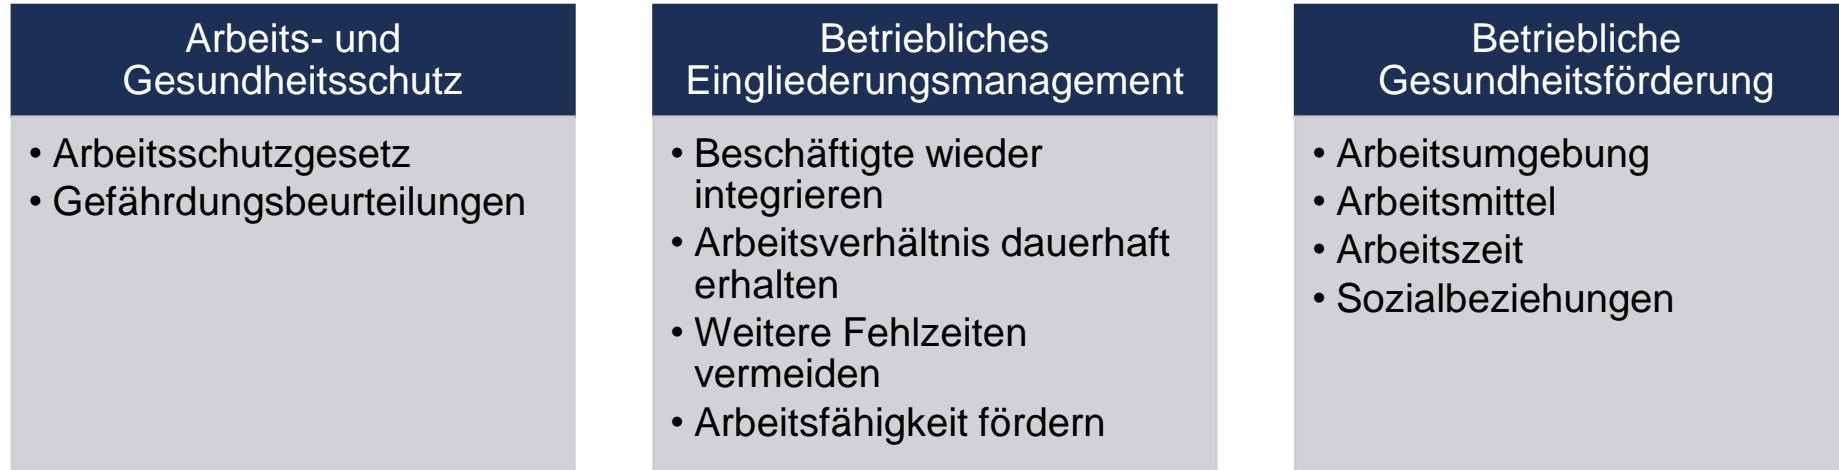 Arbeits- und
Gesundheitsschutz
• Arbeitsschutzgesetz
• Gefährdungsbeurteilungen
Betriebliches
Eingliederungsmanagement
• Beschäftigte wieder
integrieren
• Arbeitsverhältnis dauerhaft
erhalten
• Weitere Fehlzeiten
vermeiden
• Arbeitsfähigkeit fördern
Betriebliche
Gesundheitsförderung
• Arbeitsumgebung
• Arbeitsmittel
• Arbeitszeit
• Sozialbeziehungen